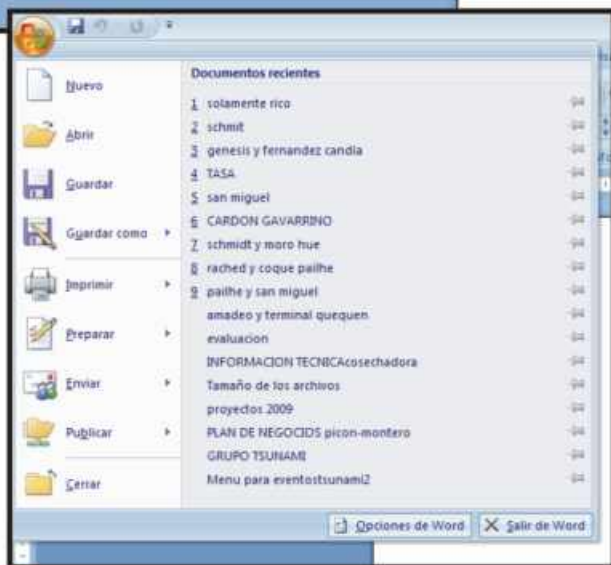 Nuevo
Abrir
Guardar
Guardar como
Imprimir
Preparar
Enviar
Publicar
Cerrar
Documentos recientes
1 solamente rico
2 schmit
3 genesis y fernandez candia
4 TASA
5 san miguel
6 CARDON GAVARRINO
7 schmidt y moro hue
8 rached y coque pailhe
9 pailhe y san miguel
amadeo y terminal quequen
evaluacion
INFORMACION TECNICAcosechadora
Tamaño de los archivos
proyectos 2009
PLAN DE NEGOCIOS picon-montero
GRUPO TSUNAMI
Menu para eventostsunami2
Opciones de Word
Salir de Word